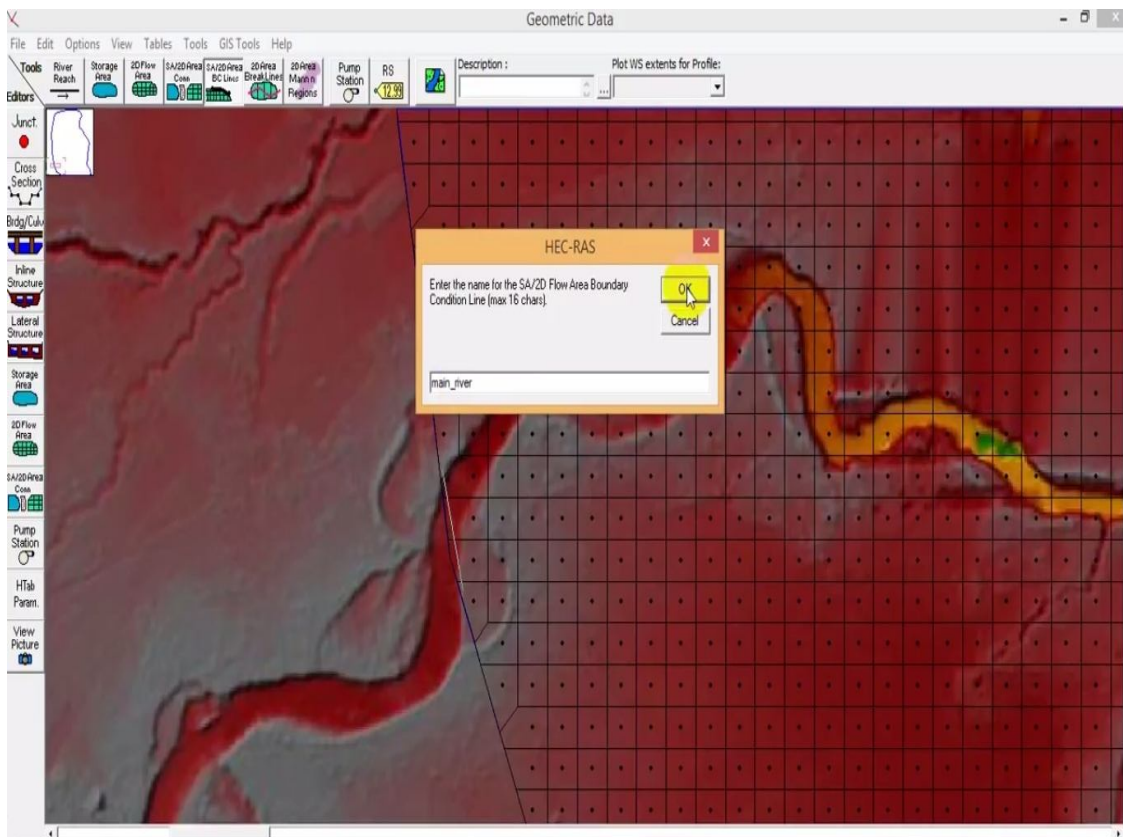 Geometric Data
File Edit Options View Tables Tools GIS Tools Help
Tools
Editors
River
Reach
Storage
Area
2D Flow
Area
SA/2D Area
Conn
SA/2D Area
BC Lines
2D Area
BreakLines
2D Area
Mann n
Regions
Pump
Station
RS
12.99
Description :
...
Plot WS extents for Profile:
Junct.
Cross
Section
Brdg/Culv
Inline
Structure
Lateral
Structure
Storage
Area
2D Flow
Area
SA/2D Area
Conn
Pump
Station
HTab
Param.
View
Picture
HEC-RAS
Enter the name for the SA/2D Flow Area Boundary
Condition Line (max 16 chars).
OK
Cancel
main_river